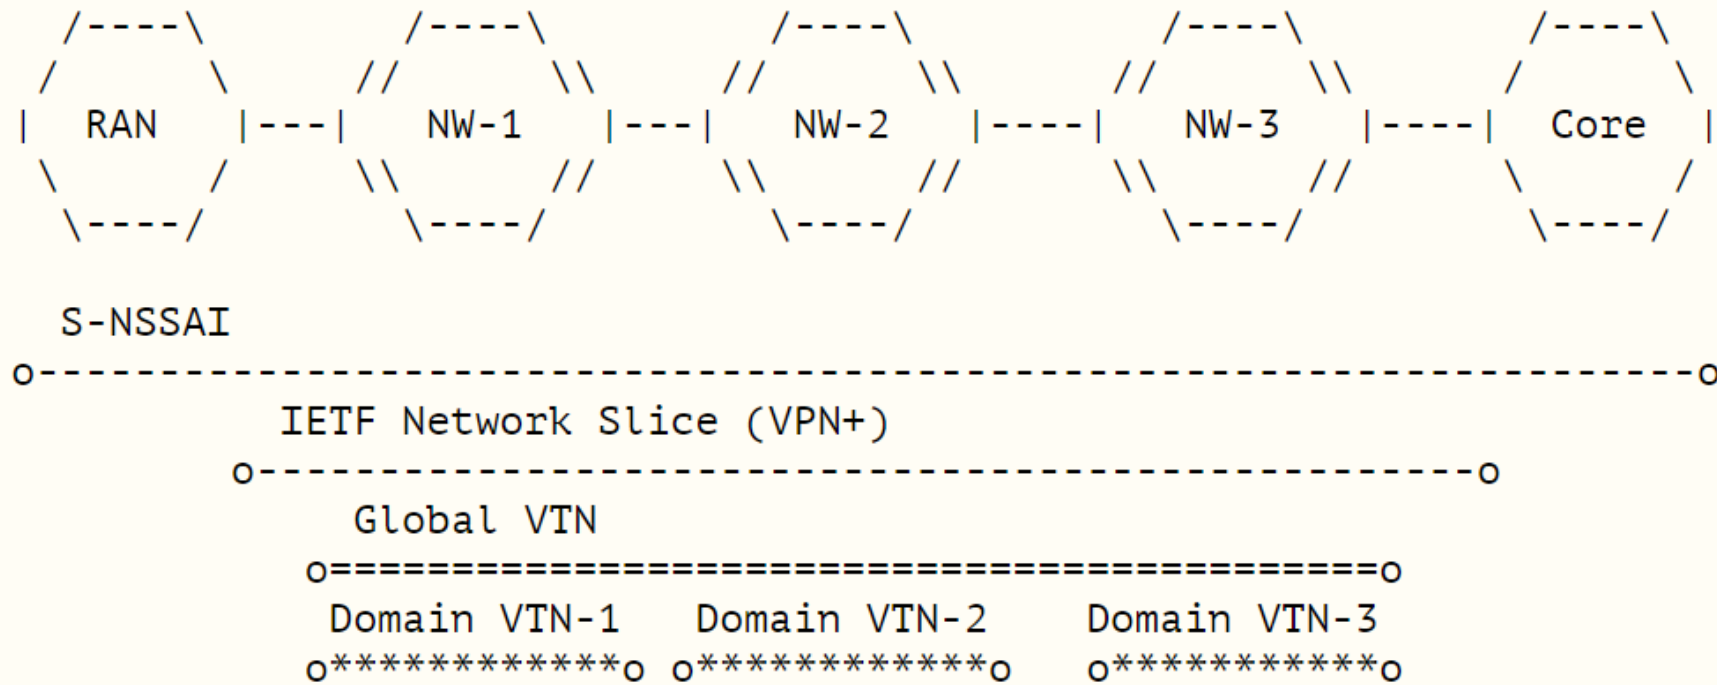 RAN NW-1 NW-2 NW-3 Core
S-NSSAI
IETF Network Slice (VPN+)
Global VTN
Domain VTN-1 Domain VTN-2 Domain VTN-3